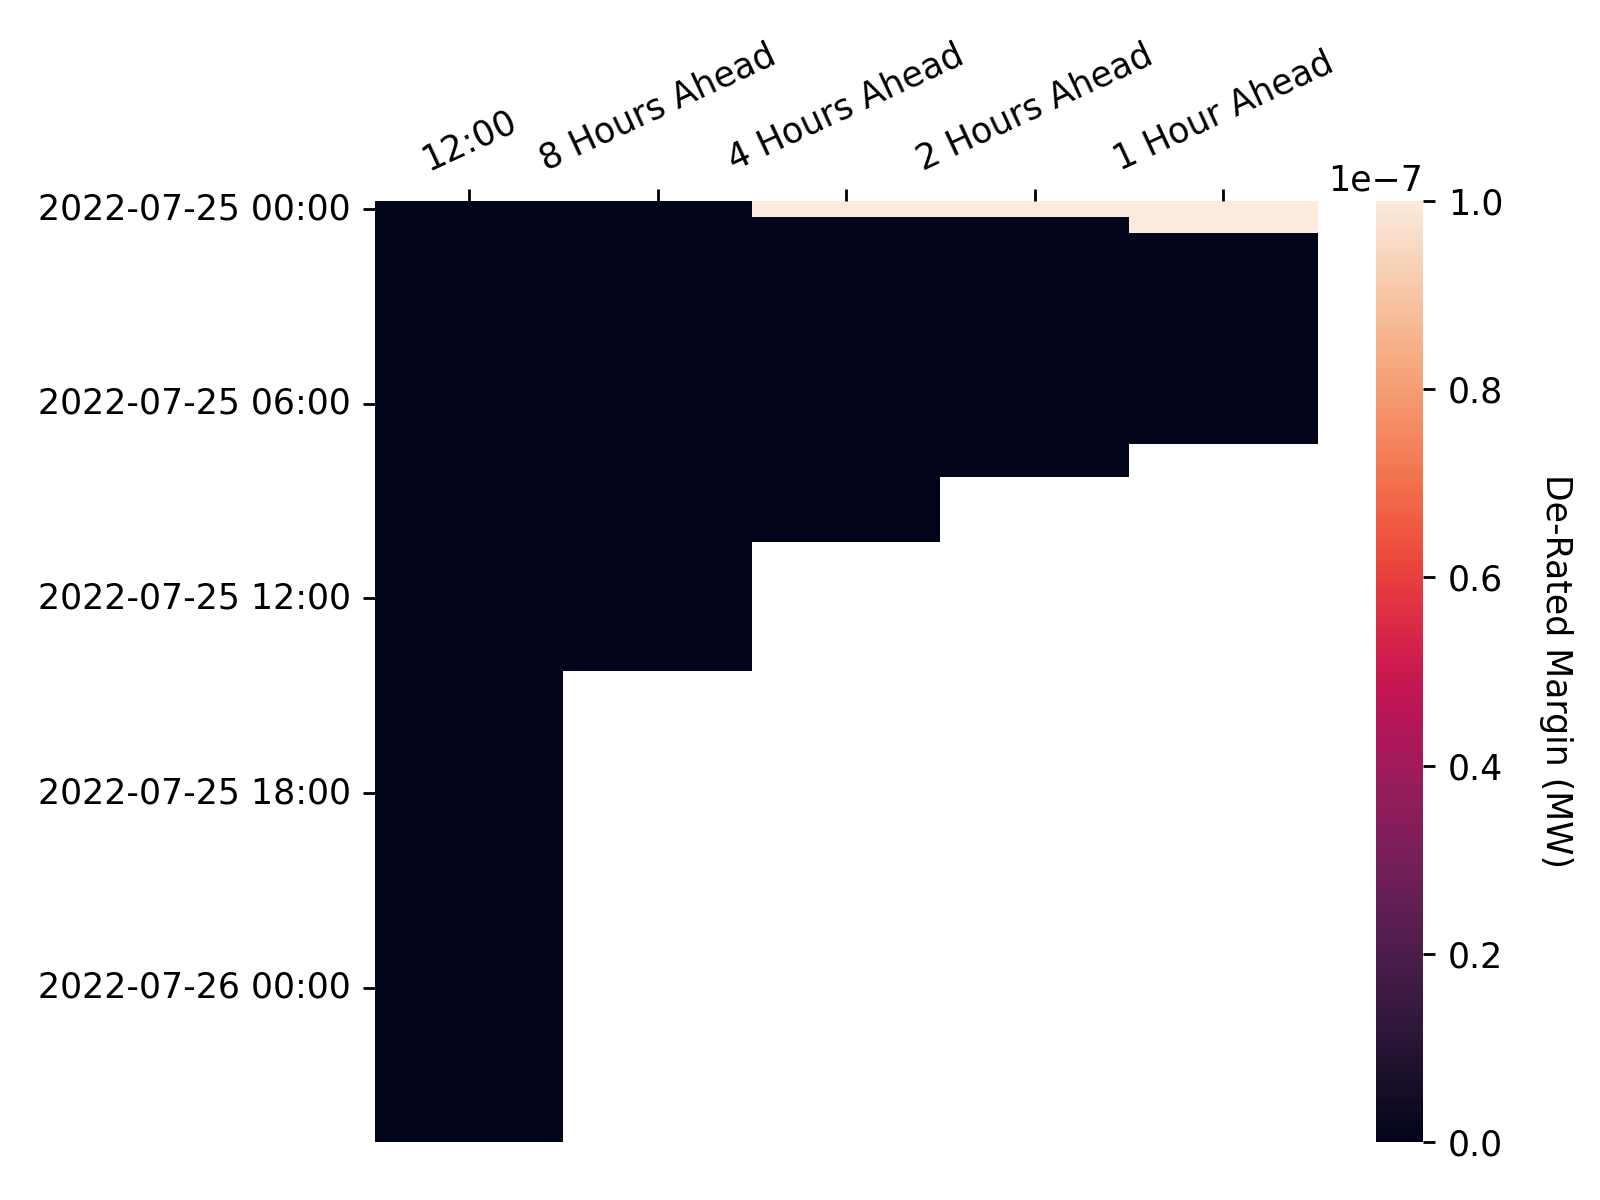 12:00
8 Hours Ahead
4 Hours Ahead
2 Hours Ahead
1 Hour Ahead
2022-07-25 00:00
2022-07-25 06:00
2022-07-25 12:00
2022-07-25 18:00
2022-07-26 00:00
1e−7
1.0
0.8
0.6
0.4
0.2
0.0
De-Rated Margin (MW)